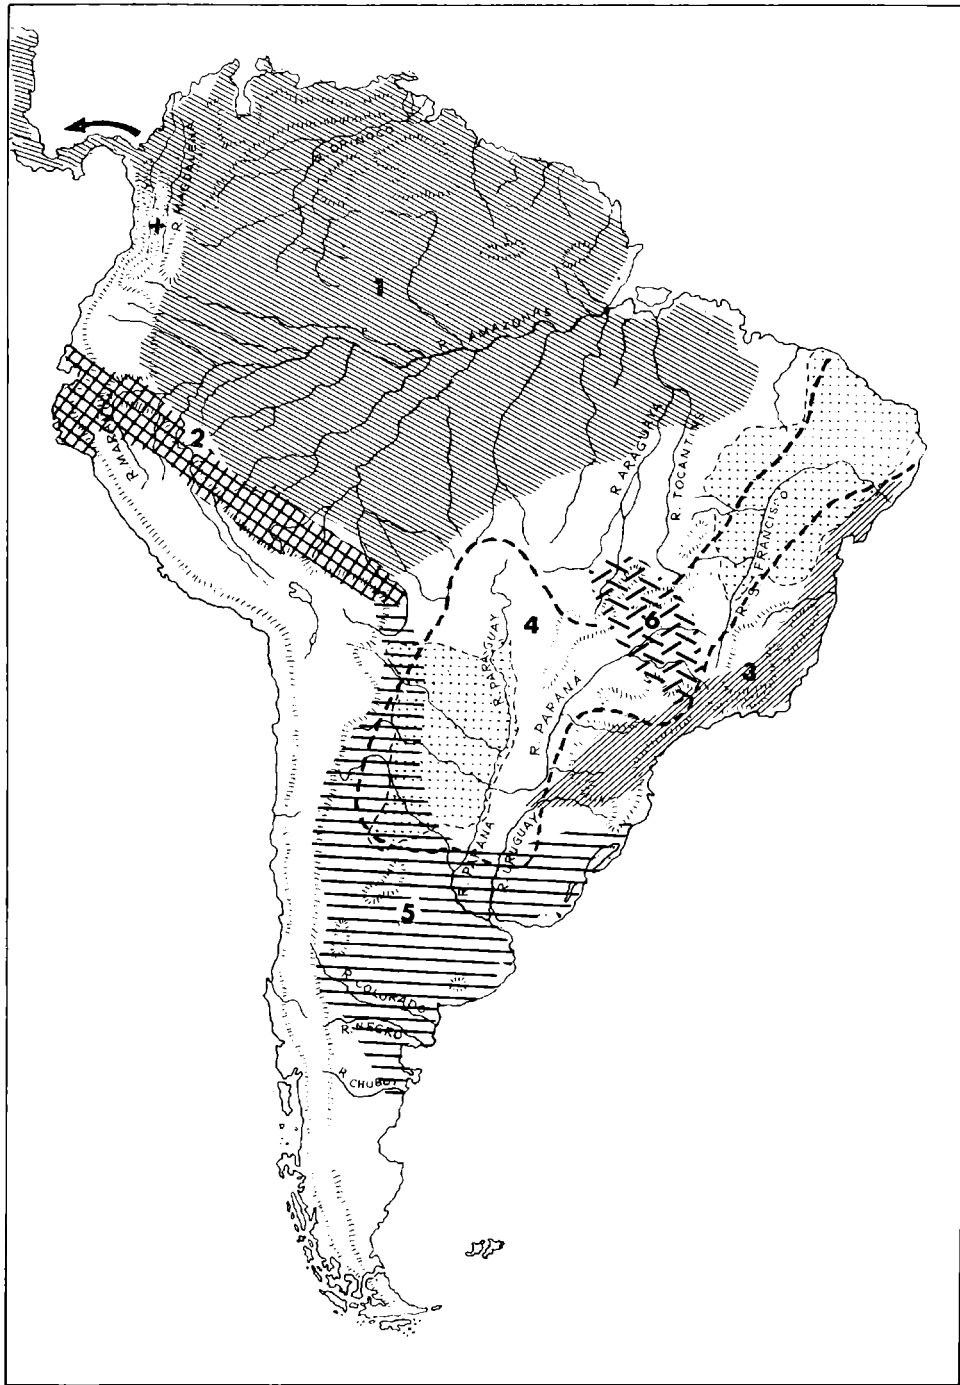 R. MAGDALENA
R. ORINOCO
1
R. AMAZONAS
2
R. MARAÑON
R. ARAGUAYA
R. TOCANTINS
R. S. FRANCISCO
4
6
3
R. PARAGUAY
R. PARANA
R. PARANA
R. URUGUAY
5
R. COLORADO
R. NEGRO
R. CHUBUT